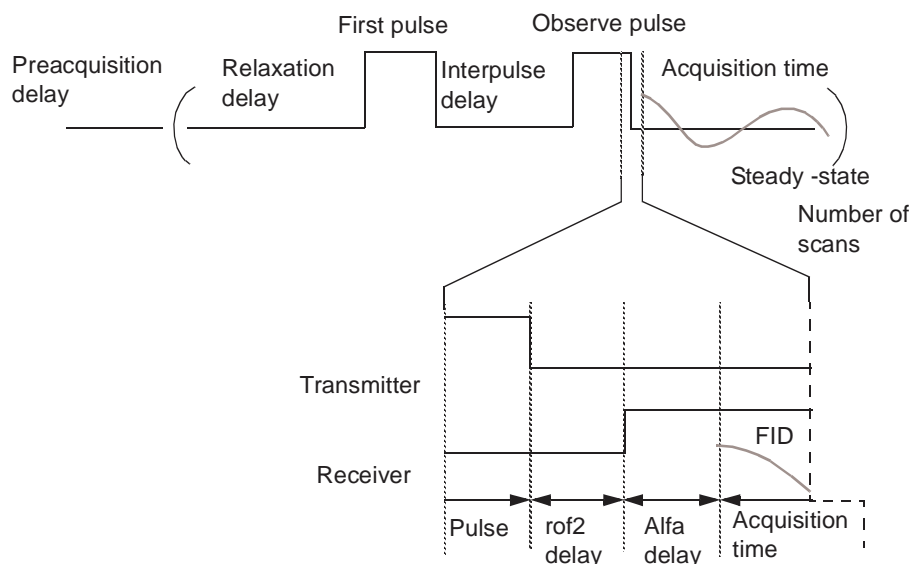 First pulse
Observe pulse
Preacquisition
delay
Relaxation
delay
Interpulse
delay
Acquisition time
Steady -state
Number of
scans
Transmitter
FID
Receiver
Pulse
rof2
delay
Alfa
delay
Acquisition
time